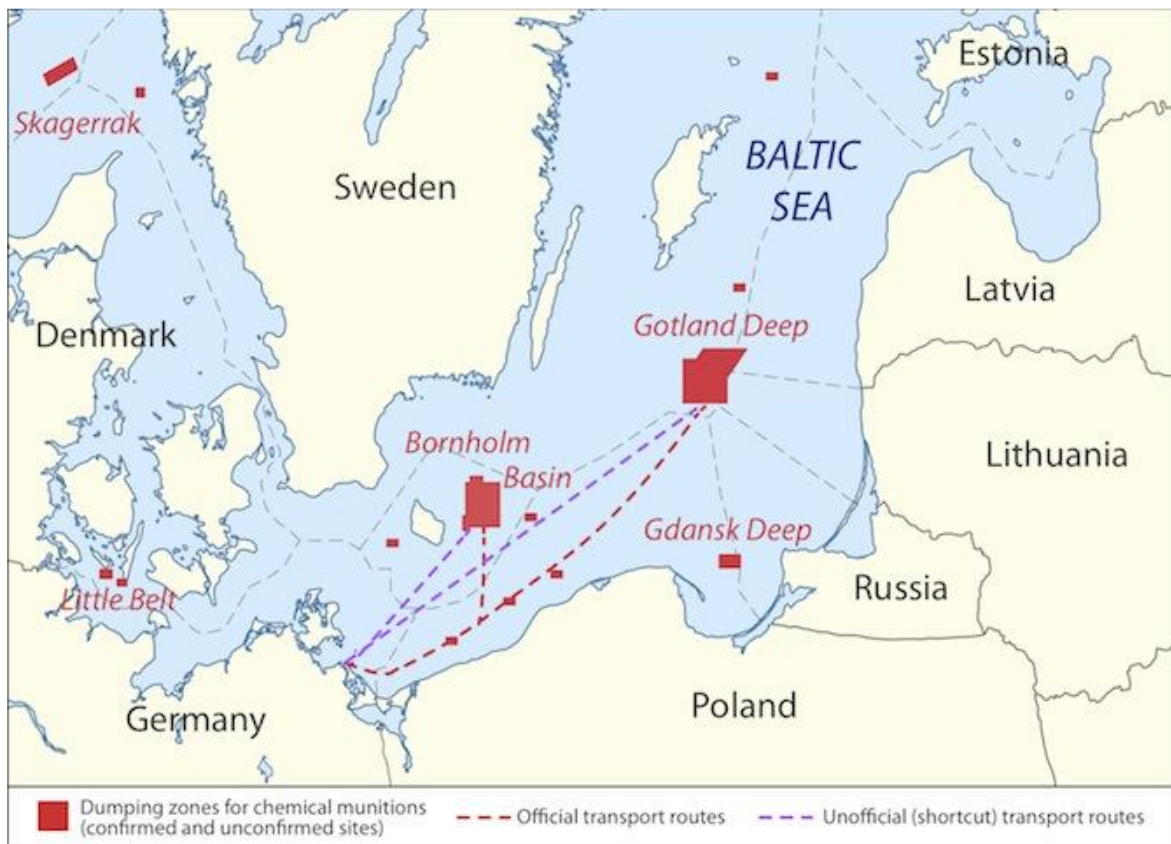 Estonia
Skagerrak
BALTIC
SEA
Sweden
Latvia
Gotland Deep
Denmark
Bornholm
Basin
Lithuania
Gdansk Deep
Little Belt
Russia
Germany
Poland
Dumping zones for chemical munitions
(confirmed and unconfirmed sites)
Official transport routes
Unofficial (shortcut) transport routes